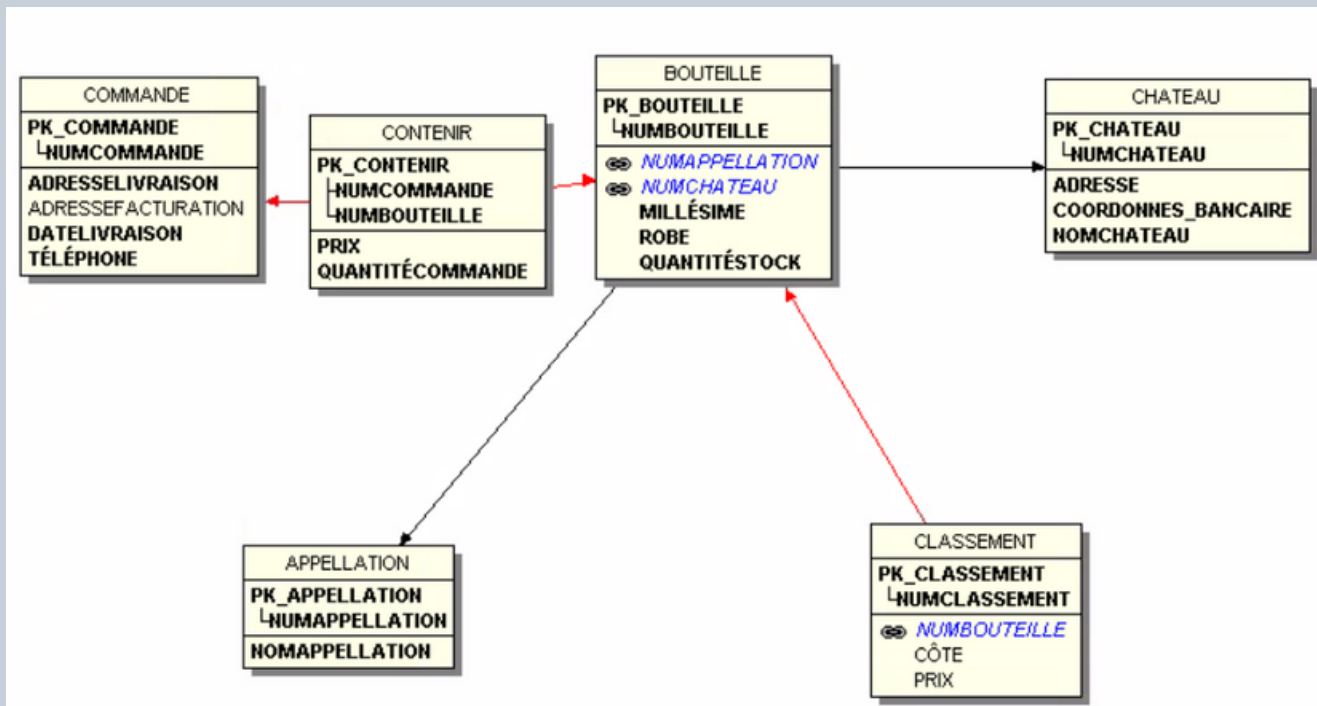 COMMANDE
PK_COMMANDE
NUMCOMMANDE
ADRESSELIVRAISON
ADRESSEFACTURATION
DATELIVRAISON
TÉLÉPHONE
CONTENIR
PK_CONTENIR
NUMCOMMANDE
NUMBOUTEILLE
PRIX
QUANTITÉCOMMANDE
BOUTEILLE
PK_BOUTEILLE
NUMBOUTEILLE
NUMAPPELLATION
NUMCHATEAU
MILLÉSIME
ROBE
QUANTITÉSTOCK
CHATEAU
PK_CHATEAU
NUMCHATEAU
ADRESSE
COORDONNES_BANCAIRE
NOMCHATEAU
APPELLATION
PK_APPELLATION
NUMAPPELLATION
NOMAPPELLATION
CLASSEMENT
PK_CLASSEMENT
NUMCLASSEMENT
NUMBOUTEILLE
CÔTE
PRIX